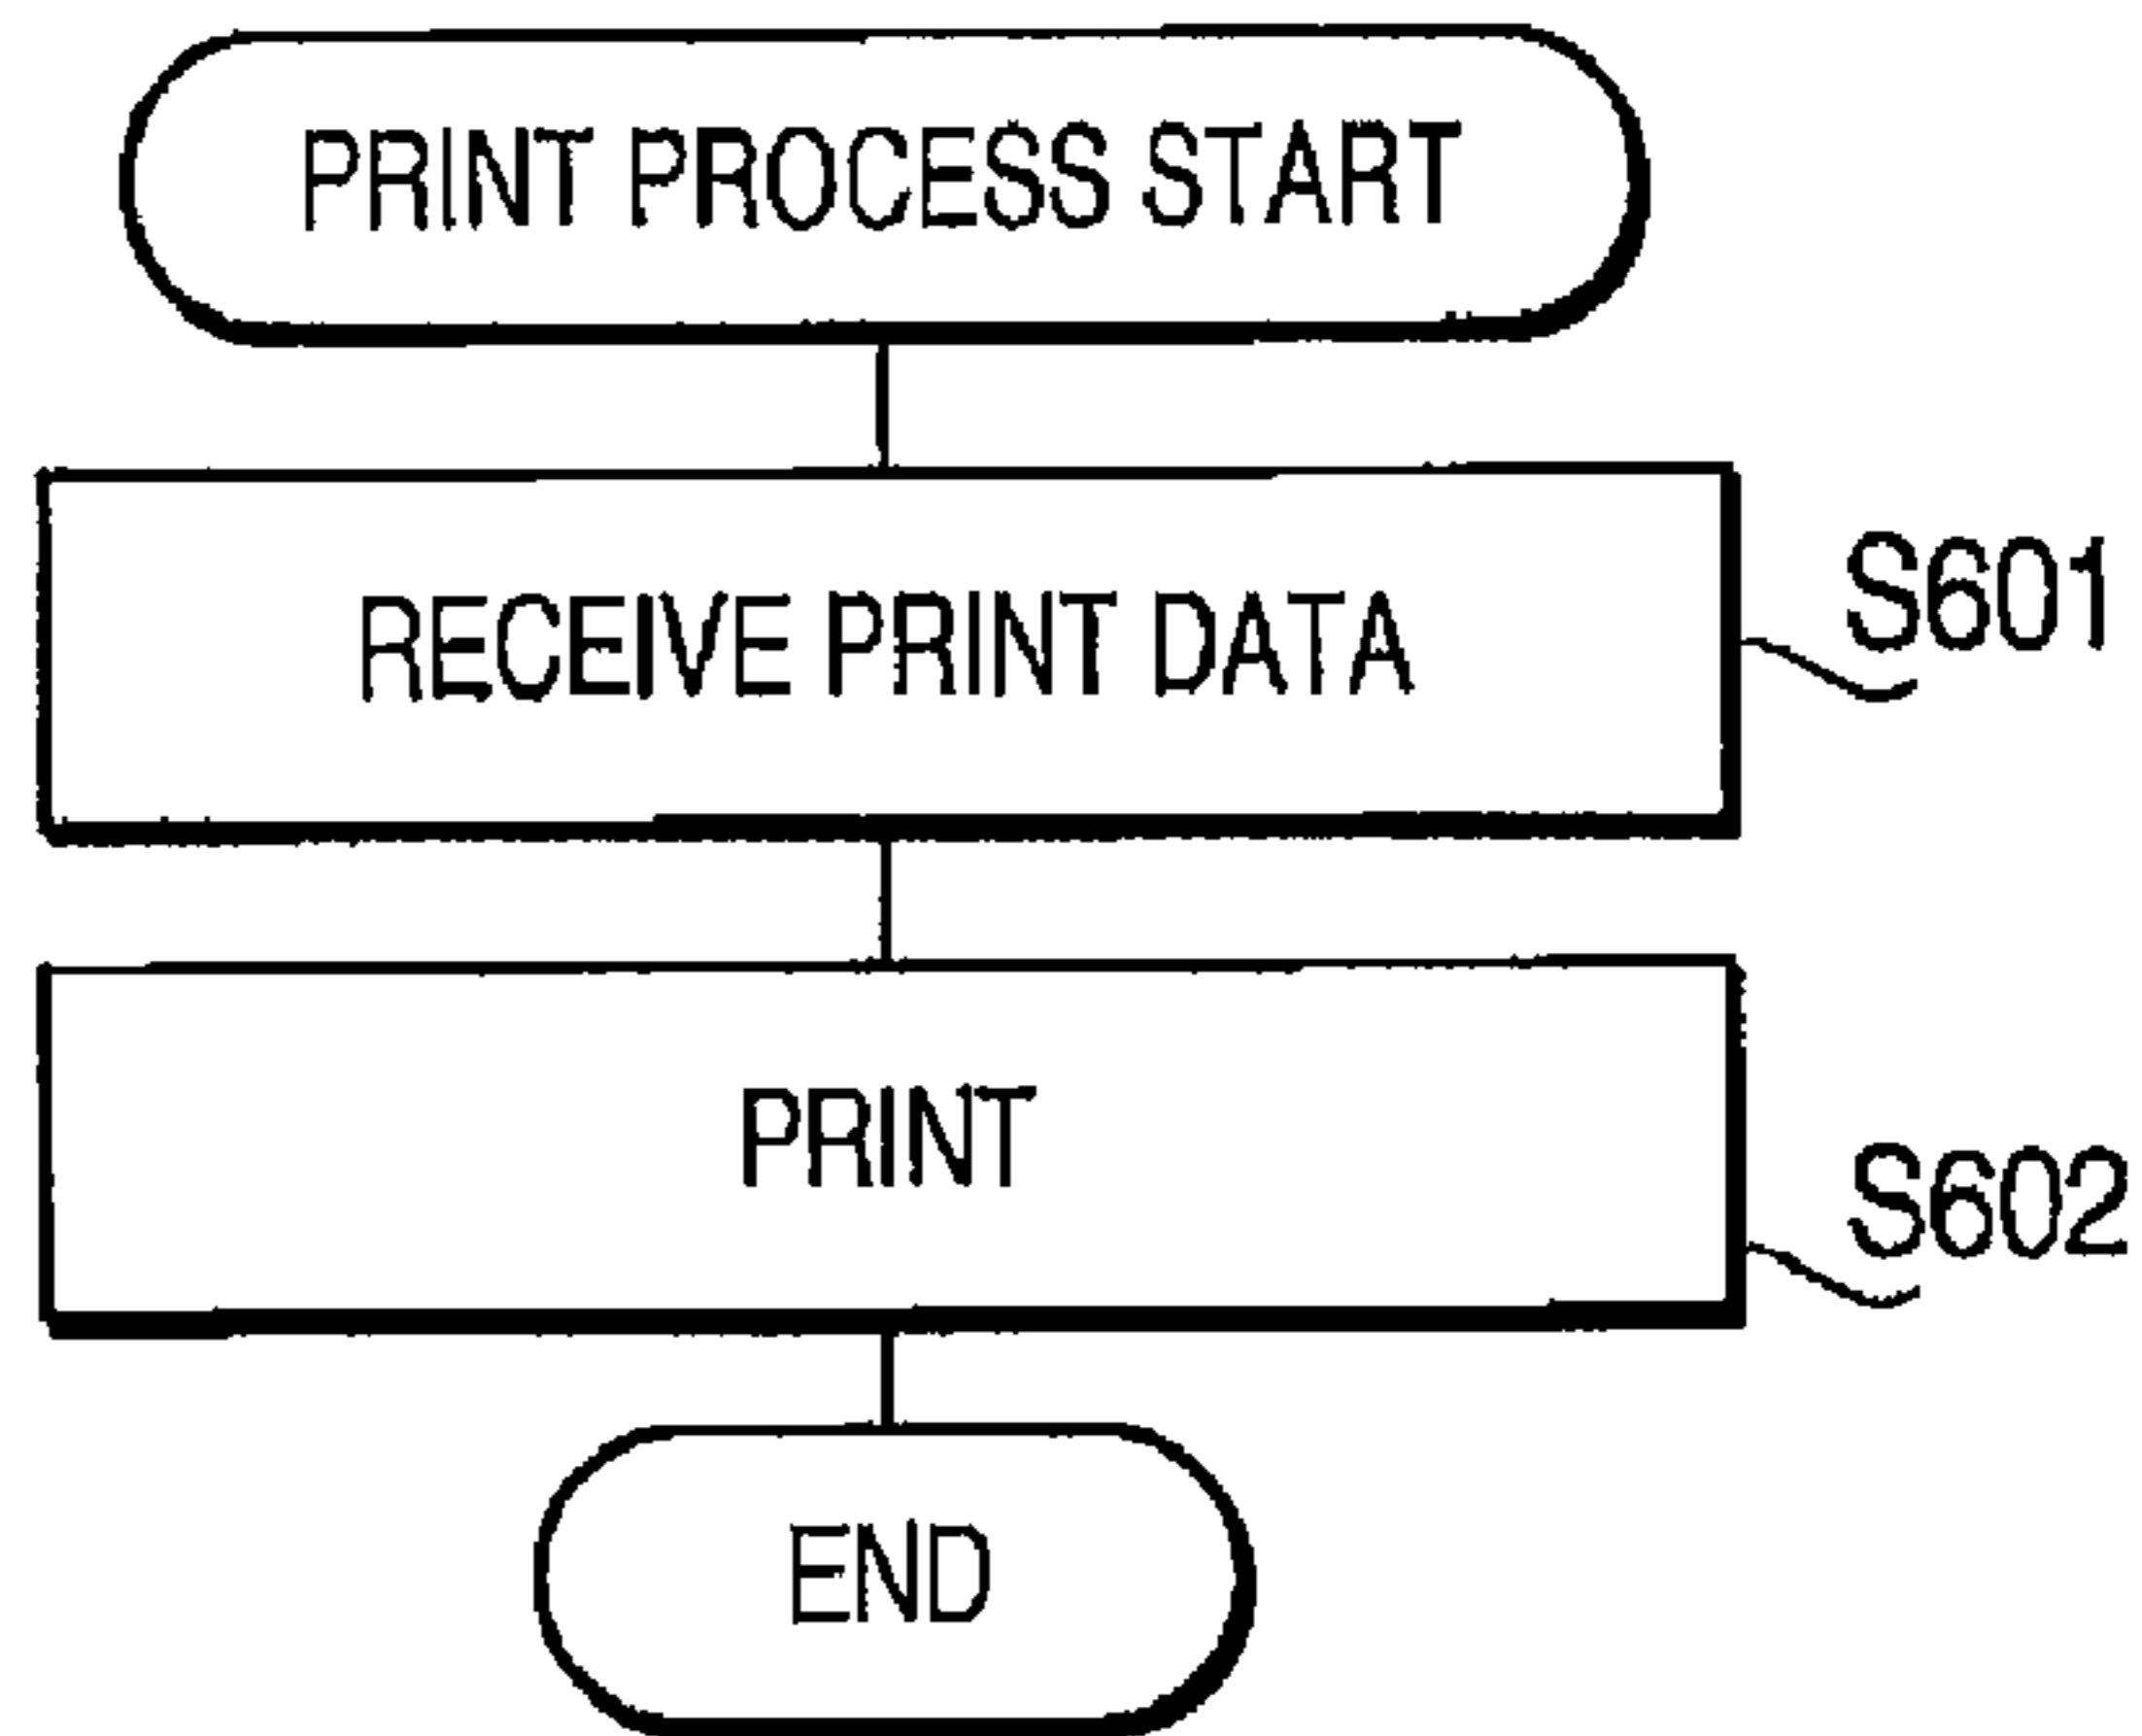 PRINT PROCESS START
RECEIVE PRINT DATA
S601
PRINT
S602
END